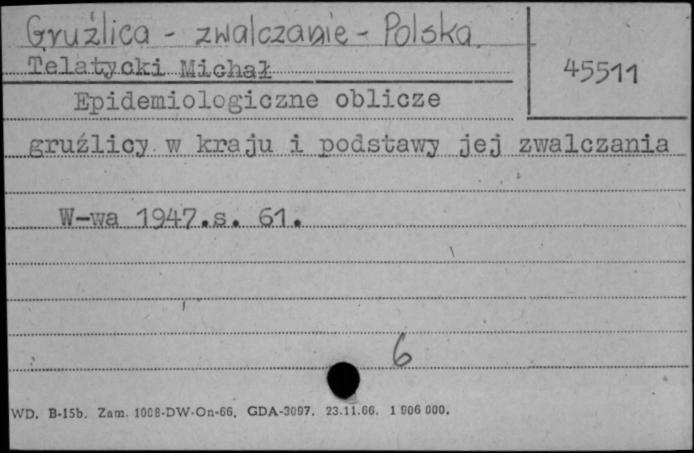 Gruźlica - zwalczanie - Polska.
Telatycki Michał
45511
Epidemiologiczne oblicze
gruźlicy w kraju i podstawy jej zwalczania
W-wa 1947.s. 61.
6
WD. B-15b. Zam. 1008-DW-On-66. GDA-3097. 23.11.66. 1 906 000.